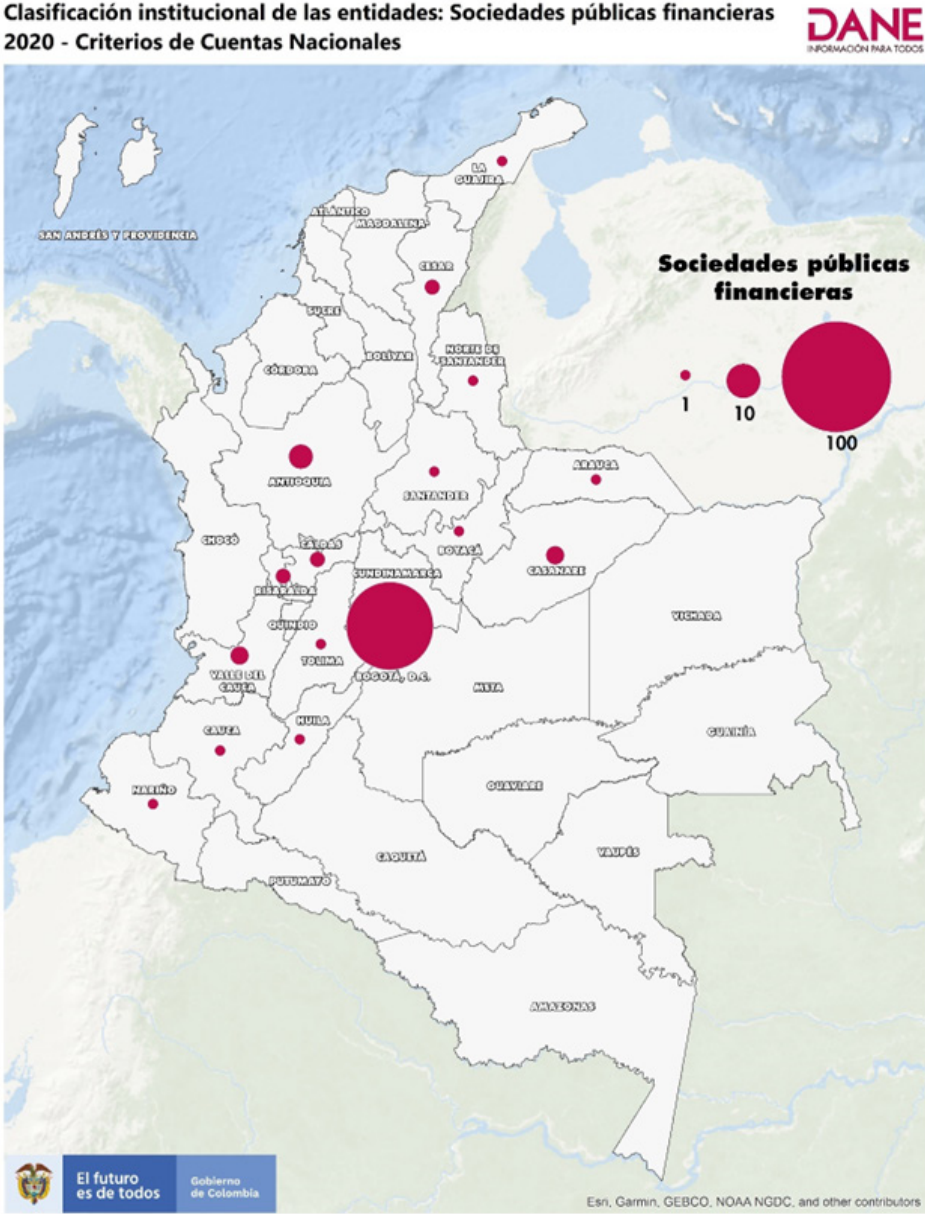 Clasificación institucional de las entidades: Sociedades públicas financieras
2020 - Criterios de Cuentas Nacionales
DANE
INFORMACIÓN PARA TODOS
LA
GUAJIRA
ATLÁNTICO
MAGDALENA
SAN ANDRÉS Y PROVIDENCIA
CESAR
Sociedades públicas
financieras
SUCRE
BOLÍVAR
NORTE DE
SANTANDER
CÓRDOBA
1
10
100
ANTIOQUIA
ARAUCA
SANTANDER
CHOCÓ
CALDAS
BOYACÁ
CUNDINAMARCA
CASANARE
RISARALDA
QUINDIO
VICHADA
TOLIMA
VALLE DEL
CAUCA
BOGOTÁ, D.C.
META
HUILA
CAUCA
GUAINÍA
NARIÑO
GUAVIARE
CAQUETÁ
VAUPÉS
PUTUMAYO
AMAZONAS
El futuro
es de todos
Gobierno
de Colombia
Esri, Garmin, GEBCO, NOAA NGDC, and other contributors